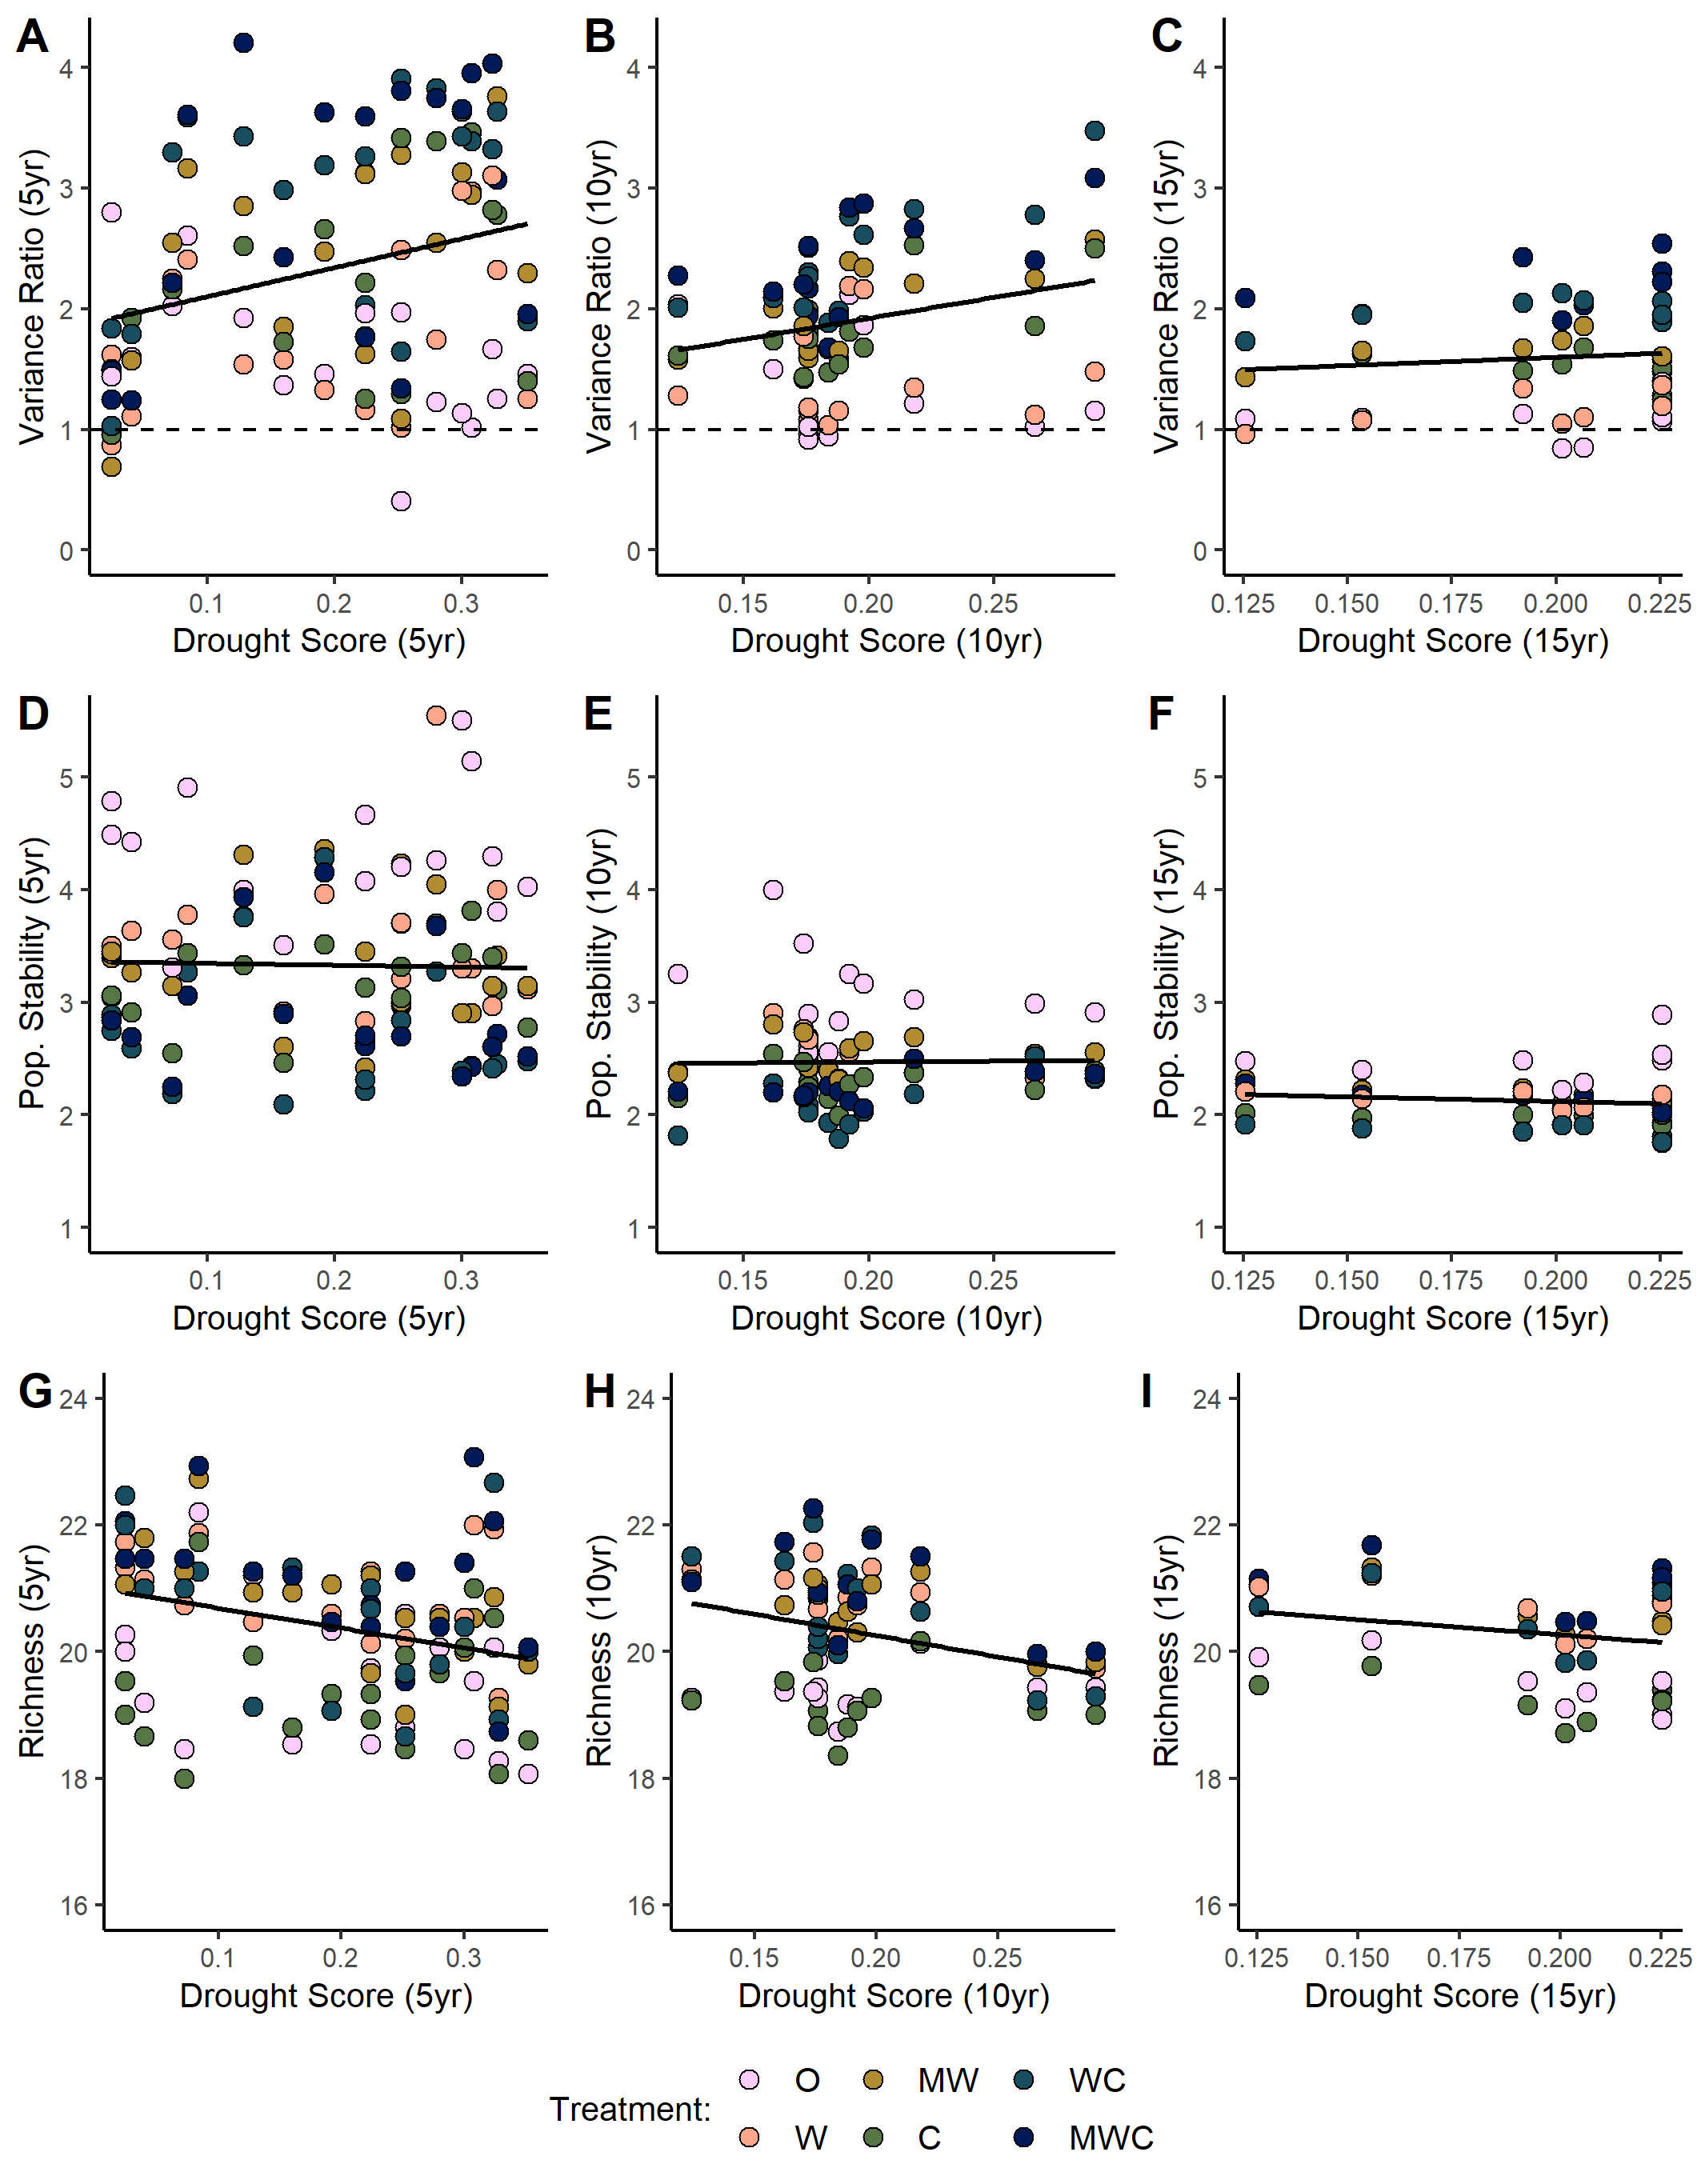 A
Variance Ratio (5yr)
4
3
2
1
0
0.1 0.2 0.3
Drought Score (5yr)
B
Variance Ratio (10yr)
4
3
2
1
0
0.15 0.20 0.25
Drought Score (10yr)
C
Variance Ratio (15yr)
4
3
2
1
0
0.125 0.150 0.175 0.200 0.225
Drought Score (15yr)
D
Pop. Stability (5yr)
5
4
3
2
1
0.1 0.2 0.3
Drought Score (5yr)
E
Pop. Stability (10yr)
5
4
3
2
1
0.15 0.20 0.25
Drought Score (10yr)
F
Pop. Stability (15yr)
5
4
3
2
1
0.125 0.150 0.175 0.200 0.225
Drought Score (15yr)
G
Richness (5yr)
24
22
20
18
16
0.1 0.2 0.3
Drought Score (5yr)
H
Richness (10yr)
24
22
20
18
16
0.15 0.20 0.25
Drought Score (10yr)
I
Richness (15yr)
24
22
20
18
16
0.125 0.150 0.175 0.200 0.225
Drought Score (15yr)
Treatment:
O MW WC
W C MWC